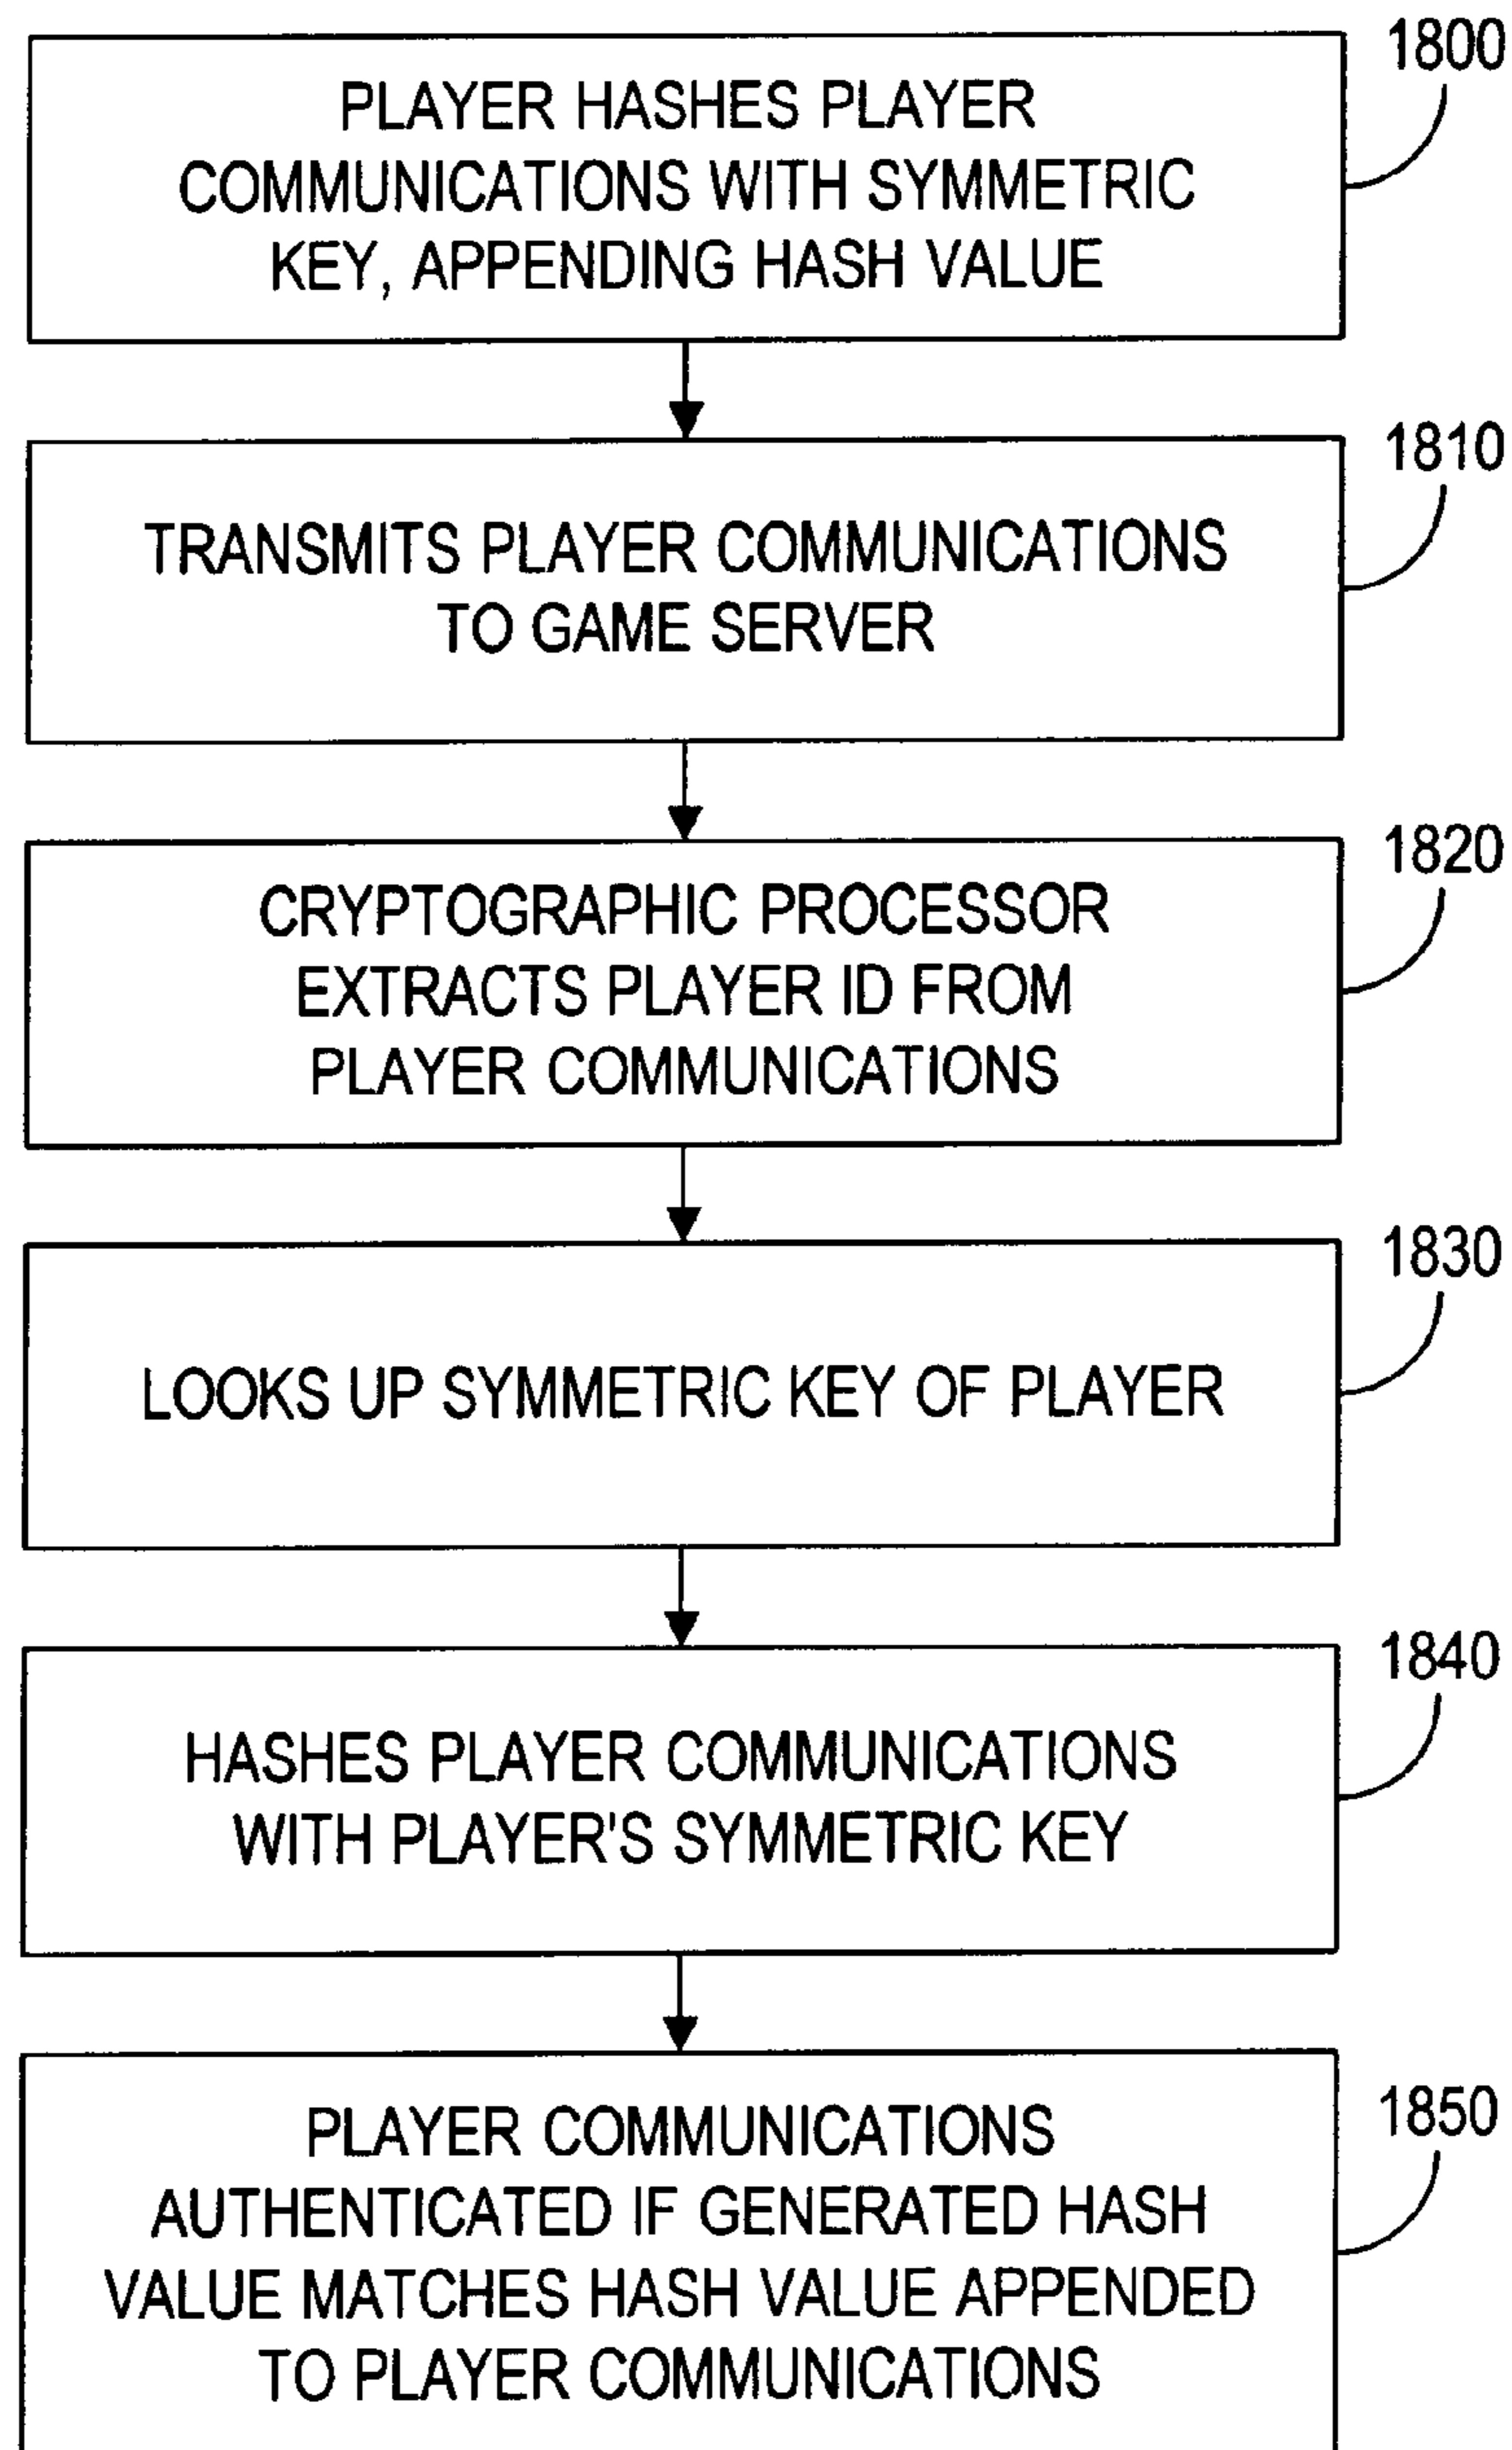 1800
PLAYER HASHES PLAYER
COMMUNICATIONS WITH SYMMETRIC
KEY, APPENDING HASH VALUE
1810
TRANSMITS PLAYER COMMUNICATIONS
TO GAME SERVER
1820
CRYPTOGRAPHIC PROCESSOR
EXTRACTS PLAYER ID FROM
PLAYER COMMUNICATIONS
1830
LOOKS UP SYMMETRIC KEY OF PLAYER
1840
HASHES PLAYER COMMUNICATIONS
WITH PLAYER'S SYMMETRIC KEY
1850
PLAYER COMMUNICATIONS
AUTHENTICATED IF GENERATED HASH
VALUE MATCHES HASH VALUE APPENDED
TO PLAYER COMMUNICATIONS